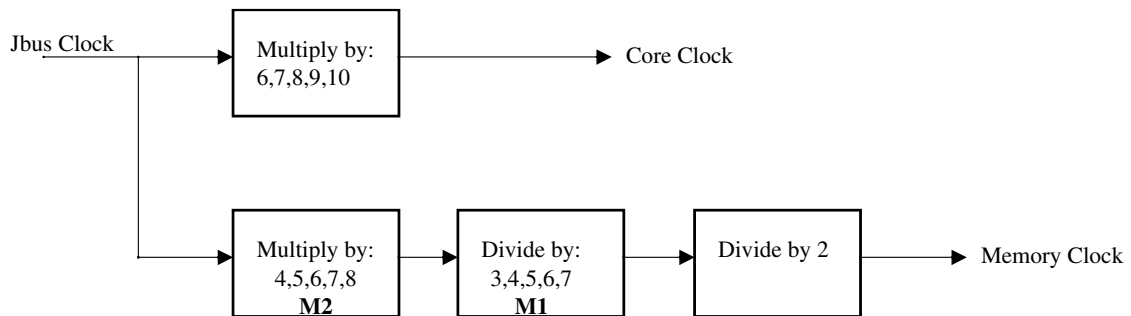 Jbus Clock
Multiply by:
6,7,8,9,10
Core Clock
Multiply by:
4,5,6,7,8
M2
Divide by:
3,4,5,6,7
M1
Divide by 2
Memory Clock